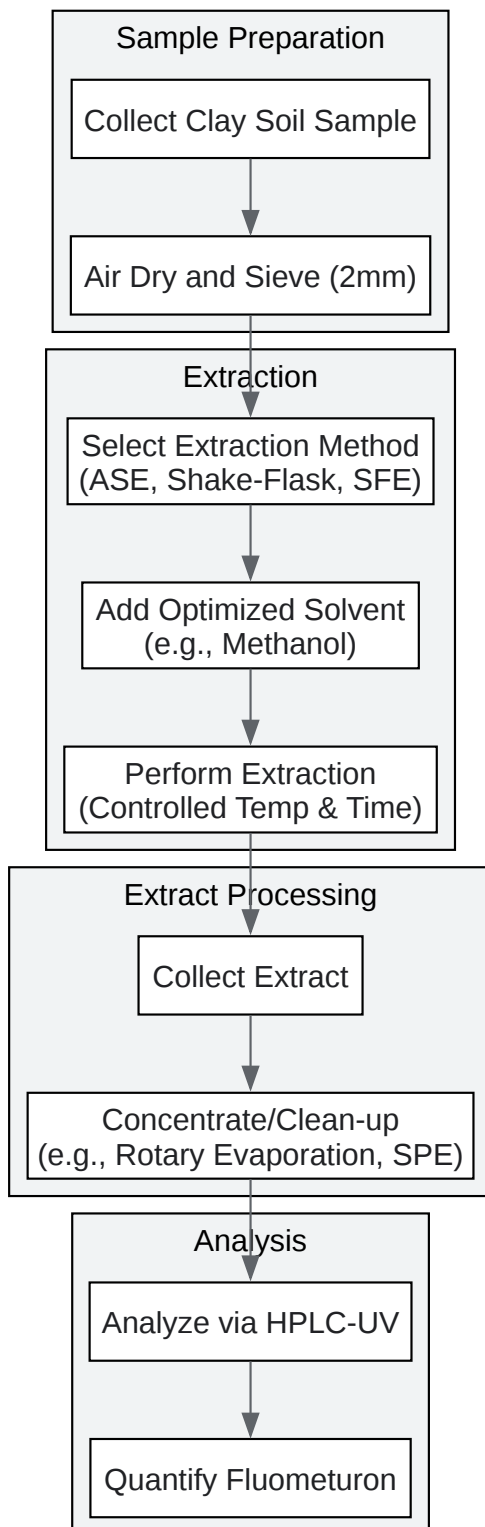 Sample Preparation
Collect Clay Soil Sample
Air Dry and Sieve (2mm)
Extraction
Select Extraction Method
(ASE, Shake-Flask, SFE)
Add Optimized Solvent
(e.g., Methanol)
Perform Extraction
(Controlled Temp & Time)
Extract Processing
Collect Extract
Concentrate/Clean-up
(e.g., Rotary Evaporation, SPE)
Analysis
Analyze via HPLC-UV
Quantify Fluometuron